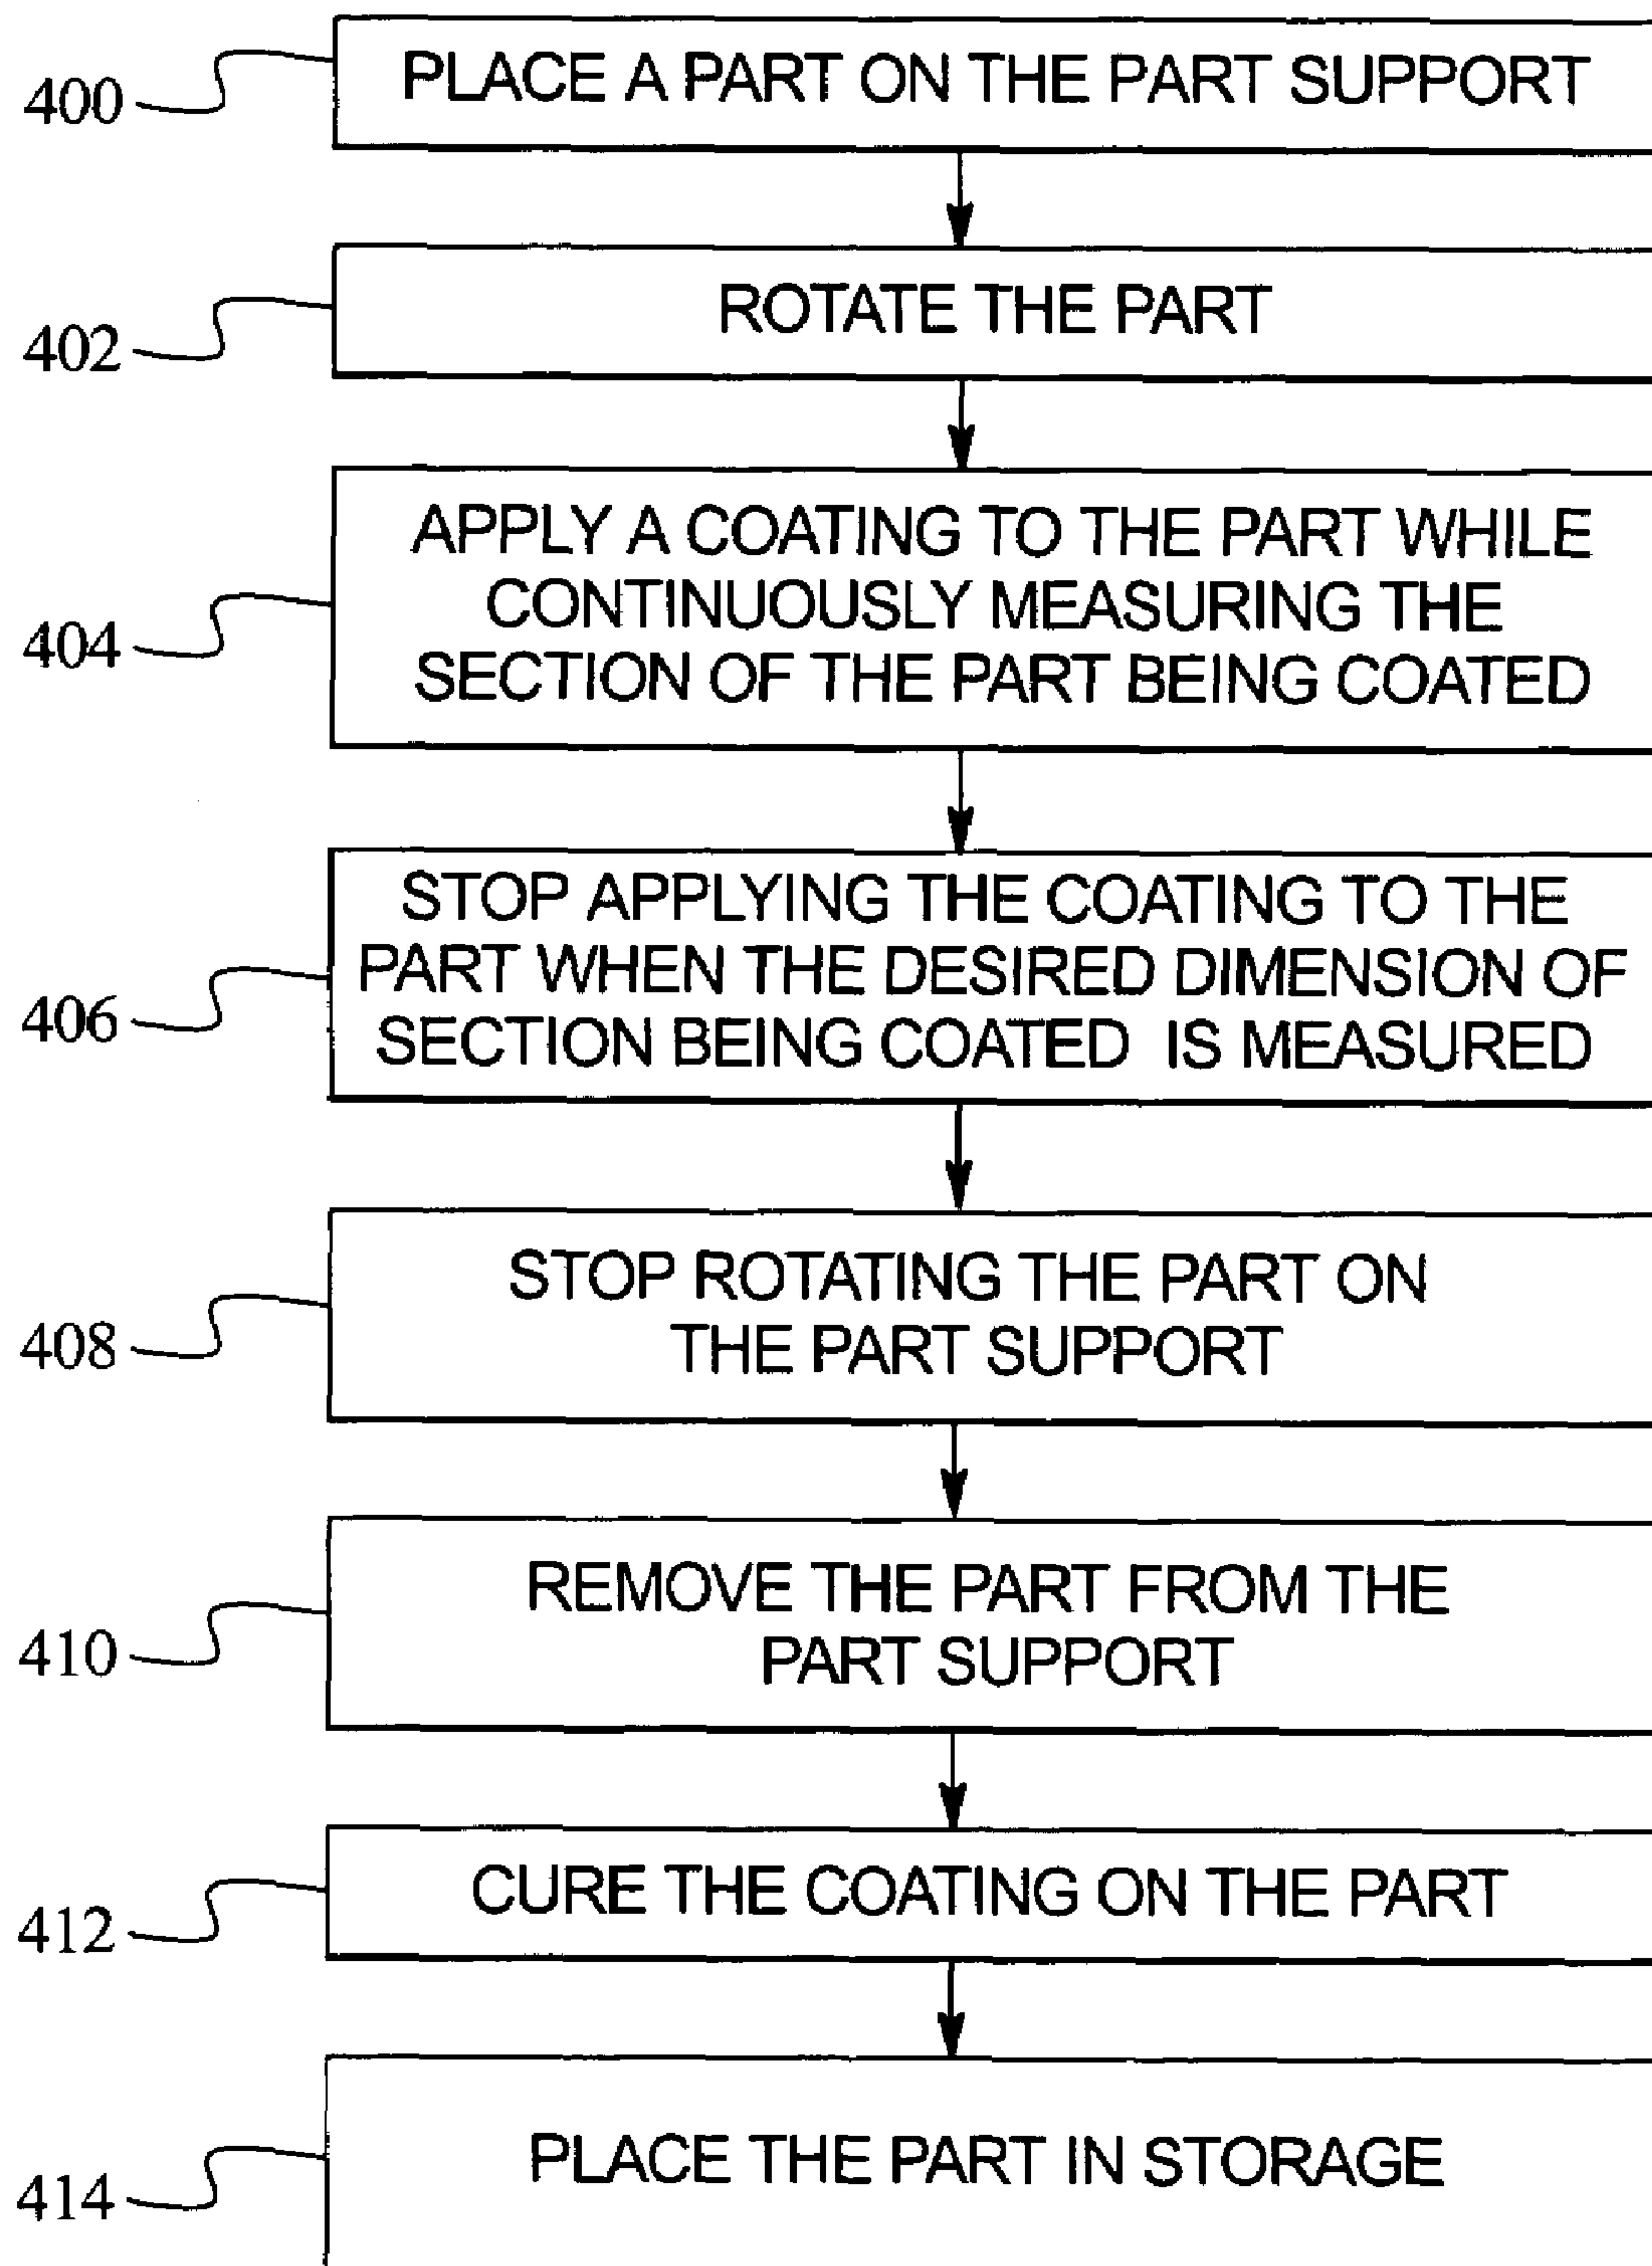 400 PLACE A PART ON THE PART SUPPORT
402 ROTATE THE PART
APPLY A COATING TO THE PART WHILE
404 CONTINUOUSLY MEASURING THE
SECTION OF THE PART BEING COATED
STOP APPLYING THE COATING TO THE
406 PART WHEN THE DESIRED DIMENSION OF
SECTION BEING COATED IS MEASURED
408 STOP ROTATING THE PART ON
THE PART SUPPORT
410 REMOVE THE PART FROM THE
PART SUPPORT
412 CURE THE COATING ON THE PART
414 PLACE THE PART IN STORAGE